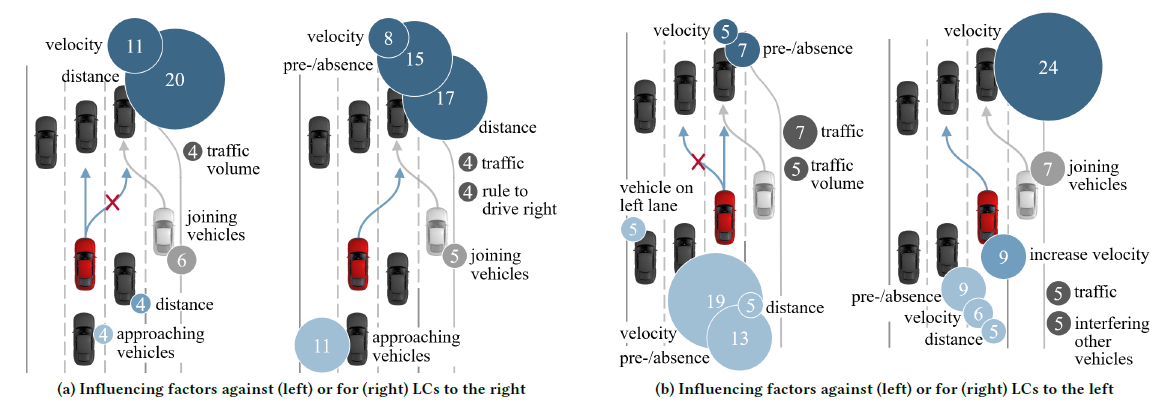 velocity
11
distance
20
4
traffic
volume
joining
vehicles
6
4
distance
4
approaching
vehicles
velocity
8
pre-/absence
15
17
distance
4
traffic
4
rule to
drive right
5
joining
vehicles
11
approaching
vehicles
(a) Influencing factors against (left) or for (right) LCs to the right
velocity
5
7
pre-/absence
7
traffic
5
traffic
volume
vehicle on
left lane
5
19
5
distance
velocity
13
pre-/absence
velocity
24
7
joining
vehicles
9
increase velocity
pre-/absence
9
velocity
6
distance
5
5
traffic
5
interfering
other
vehicles
(b) Influencing factors against (left) or for (right) LCs to the left